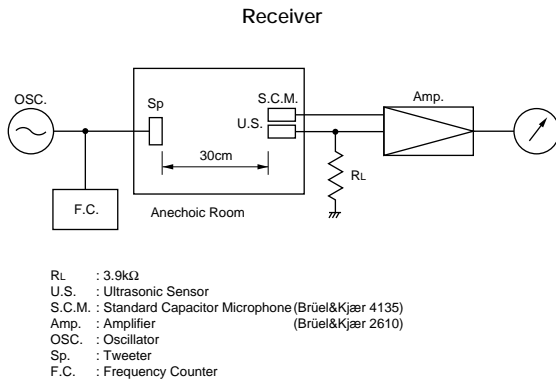 Receiver
OSC.
Sp
S.C.M.
U.S.
Amp.
30cm
RL
F.C.
Anechoic Room
RL : 3.9kΩ
U.S. : Ultrasonic Sensor
S.C.M. : Standard Capacitor Microphone (Brüel&Kjær 4135)
Amp. : Amplifier (Brüel&Kjær 2610)
OSC. : Oscillator
Sp. : Tweeter
F.C. : Frequency Counter